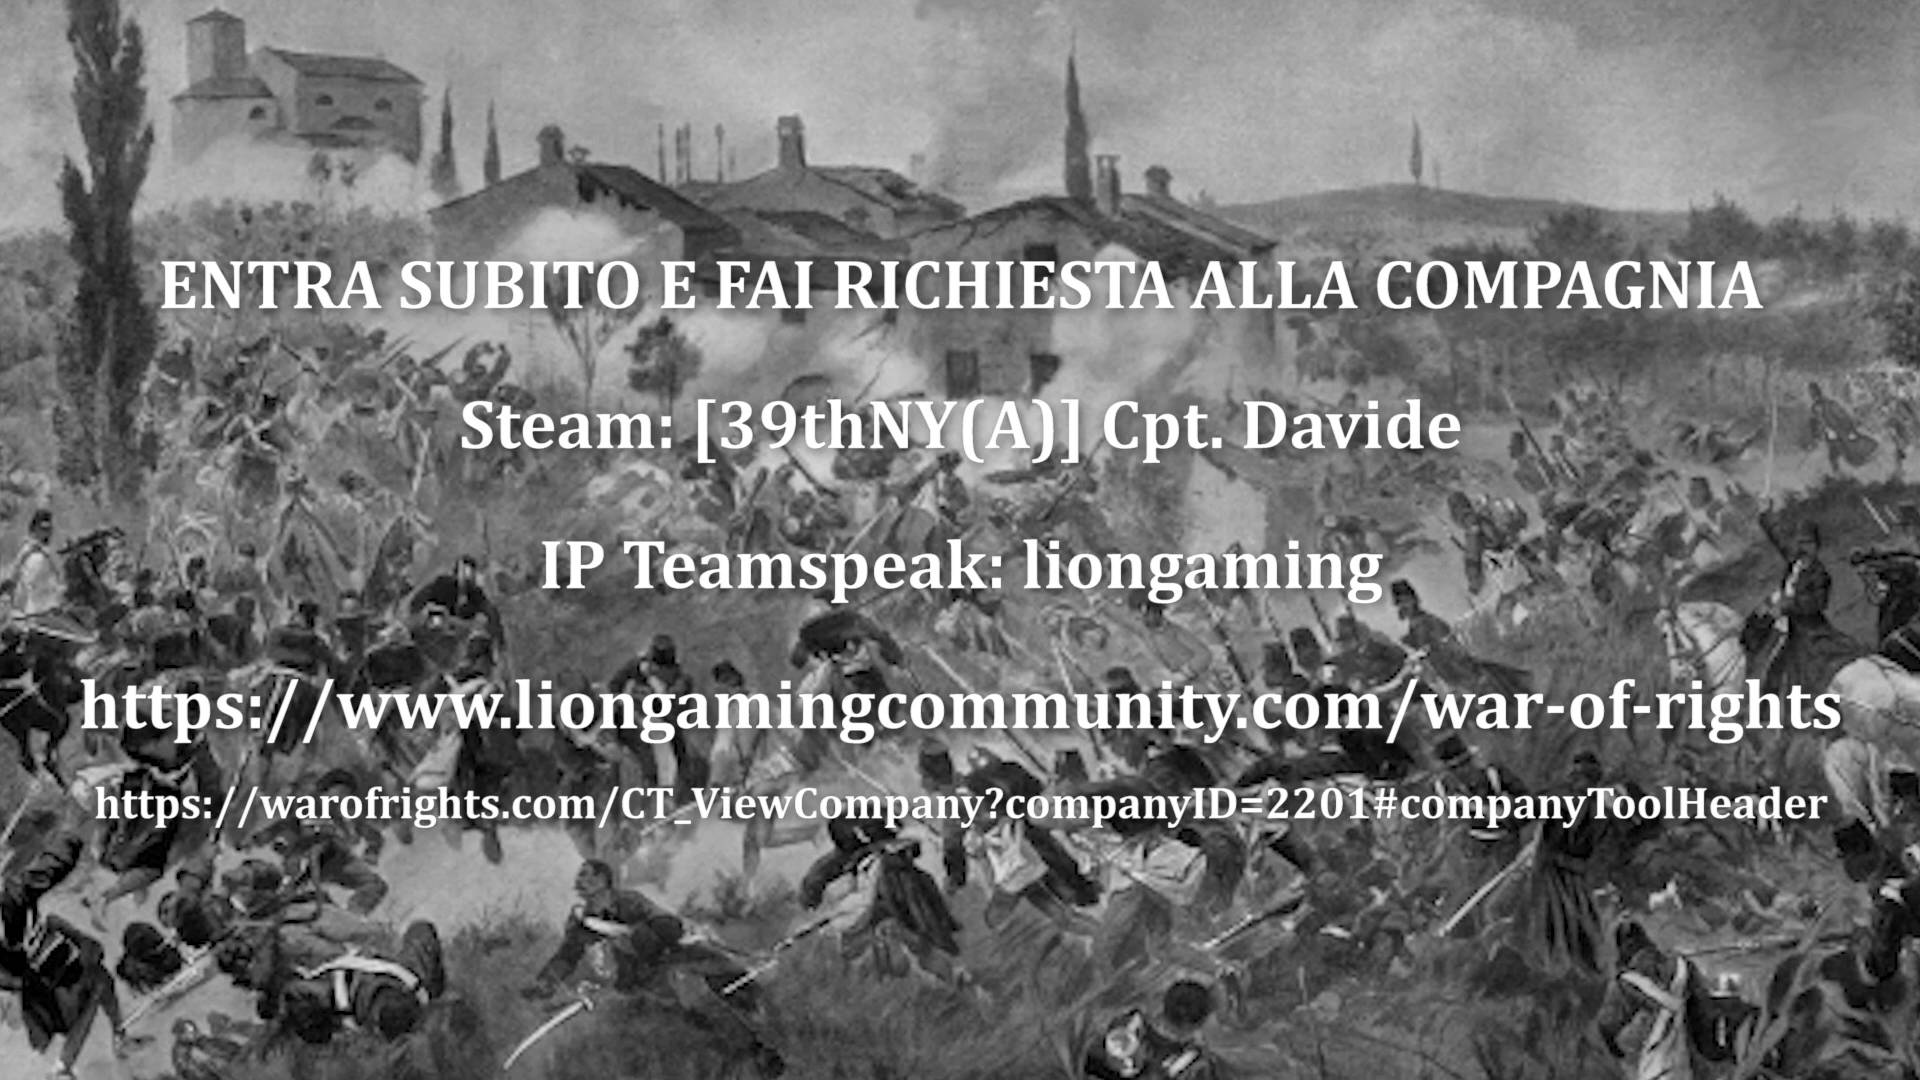 ENTRA SUBITO E FAI RICHIESTA ALLA COMPAGNIA
Steam: [39thNY(A)] Cpt. Davide
IP Teamspeak: liongaming
https://www.liongamingcommunity.com/war-of-rights
https://warofrights.com/CT_ViewCompany?companyID=2201#companyToolHeader